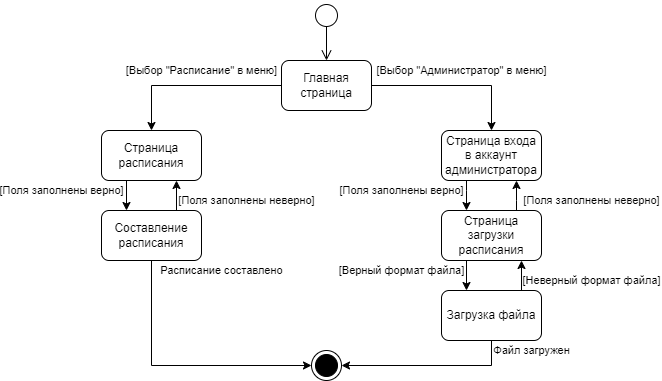 [Выбор "Расписание" в меню]
[Выбор "Администратор" в меню]
Главная
страница
Страница
расписания
Страница входа
в аккаунт
администратора
[Поля заполнены верно]
[Поля заполнены неверно]
[Поля заполнены верно]
[Поля заполнены неверно]
Составление
расписания
Страница
загрузки
расписания
Расписание составлено
[Верный формат файла]
[Неверный формат файла]
Загрузка файла
Файл загружен